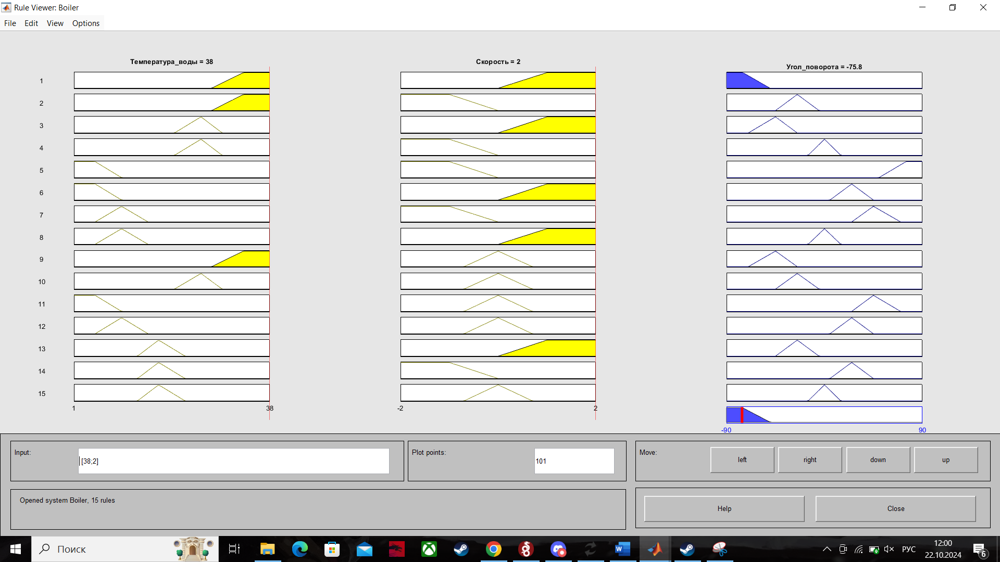 Rule Viewer: Boiler
File Edit View Options
Температура_воды = 38
Скорость = 2
Угол_поворота = -75.8
1
2
3
4
5
6
7
8
9
10
11
12
13
14
15
1 38
-2 2
-90 90
Input:
[38;2]
Plot points:
101
Move:
left
right
down
up
Opened system Boiler, 15 rules
Help
Close
Поиск
РУС
12:00
22.10.2024
6